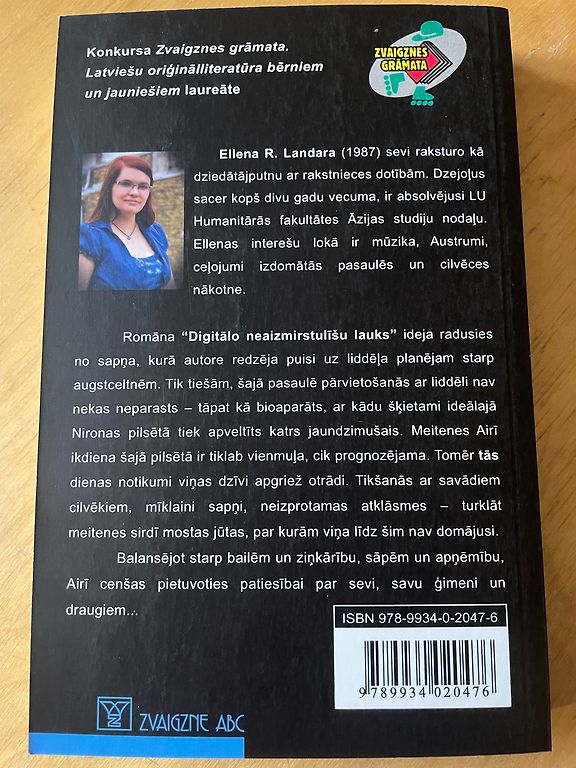 Konkursa Zvaigznes grāmata.
Latviešu oriģinālliteratūra bērniem
un jauniešiem laureāte
ZVAIGZNES
GRĀMATA
Ellena R. Landara (1987) sevi raksturo kā
dziedātājputnu ar rakstnieces dotībām. Dzejoļus
sacer kopš divu gadu vecuma, ir absolvējusi LU
Humanitārās fakultātes Āzijas studiju nodaļu.
Ellenas interešu lokā ir mūzika, Austrumi,
ceļojumi izdomātās pasaulēs un cilvēces
nākotne.
Romāna “Digitālo neaizmirstulīšu lauks” ideja radusies
no sapņa, kurā autore redzēja puisi uz liddēļa planējam starp
augstceltnēm. Tik tiešām, šajā pasaulē pārvietošanās ar liddēli nav
nekas neparasts – tāpat kā bioaparāts, ar kādu šķietami ideālajā
Nironas pilsētā tiek apveltīts katrs jaundzimušais. Meitenes Airī
ikdiena šajā pilsētā ir tiklab vienmuļa, cik prognozējama. Tomēr tās
dienas notikumi viņas dzīvi apgriež otrādi. Tikšanās ar savādiem
cilvēkiem, mīklaini sapņi, neizprotamas atklāsmes – turklāt
meitenes sirdī mostas jūtas, par kurām viņa līdz šim nav domājusi.
Balansējot starp bailēm un ziņkārību, sāpēm un apņēmību,
Airī cenšas pietuvoties patiesībai par sevi, savu ģimeni un
draugiem...
ISBN 978-9934-0-2047-6
9 789934 020476
ZVAIGZNE ABC